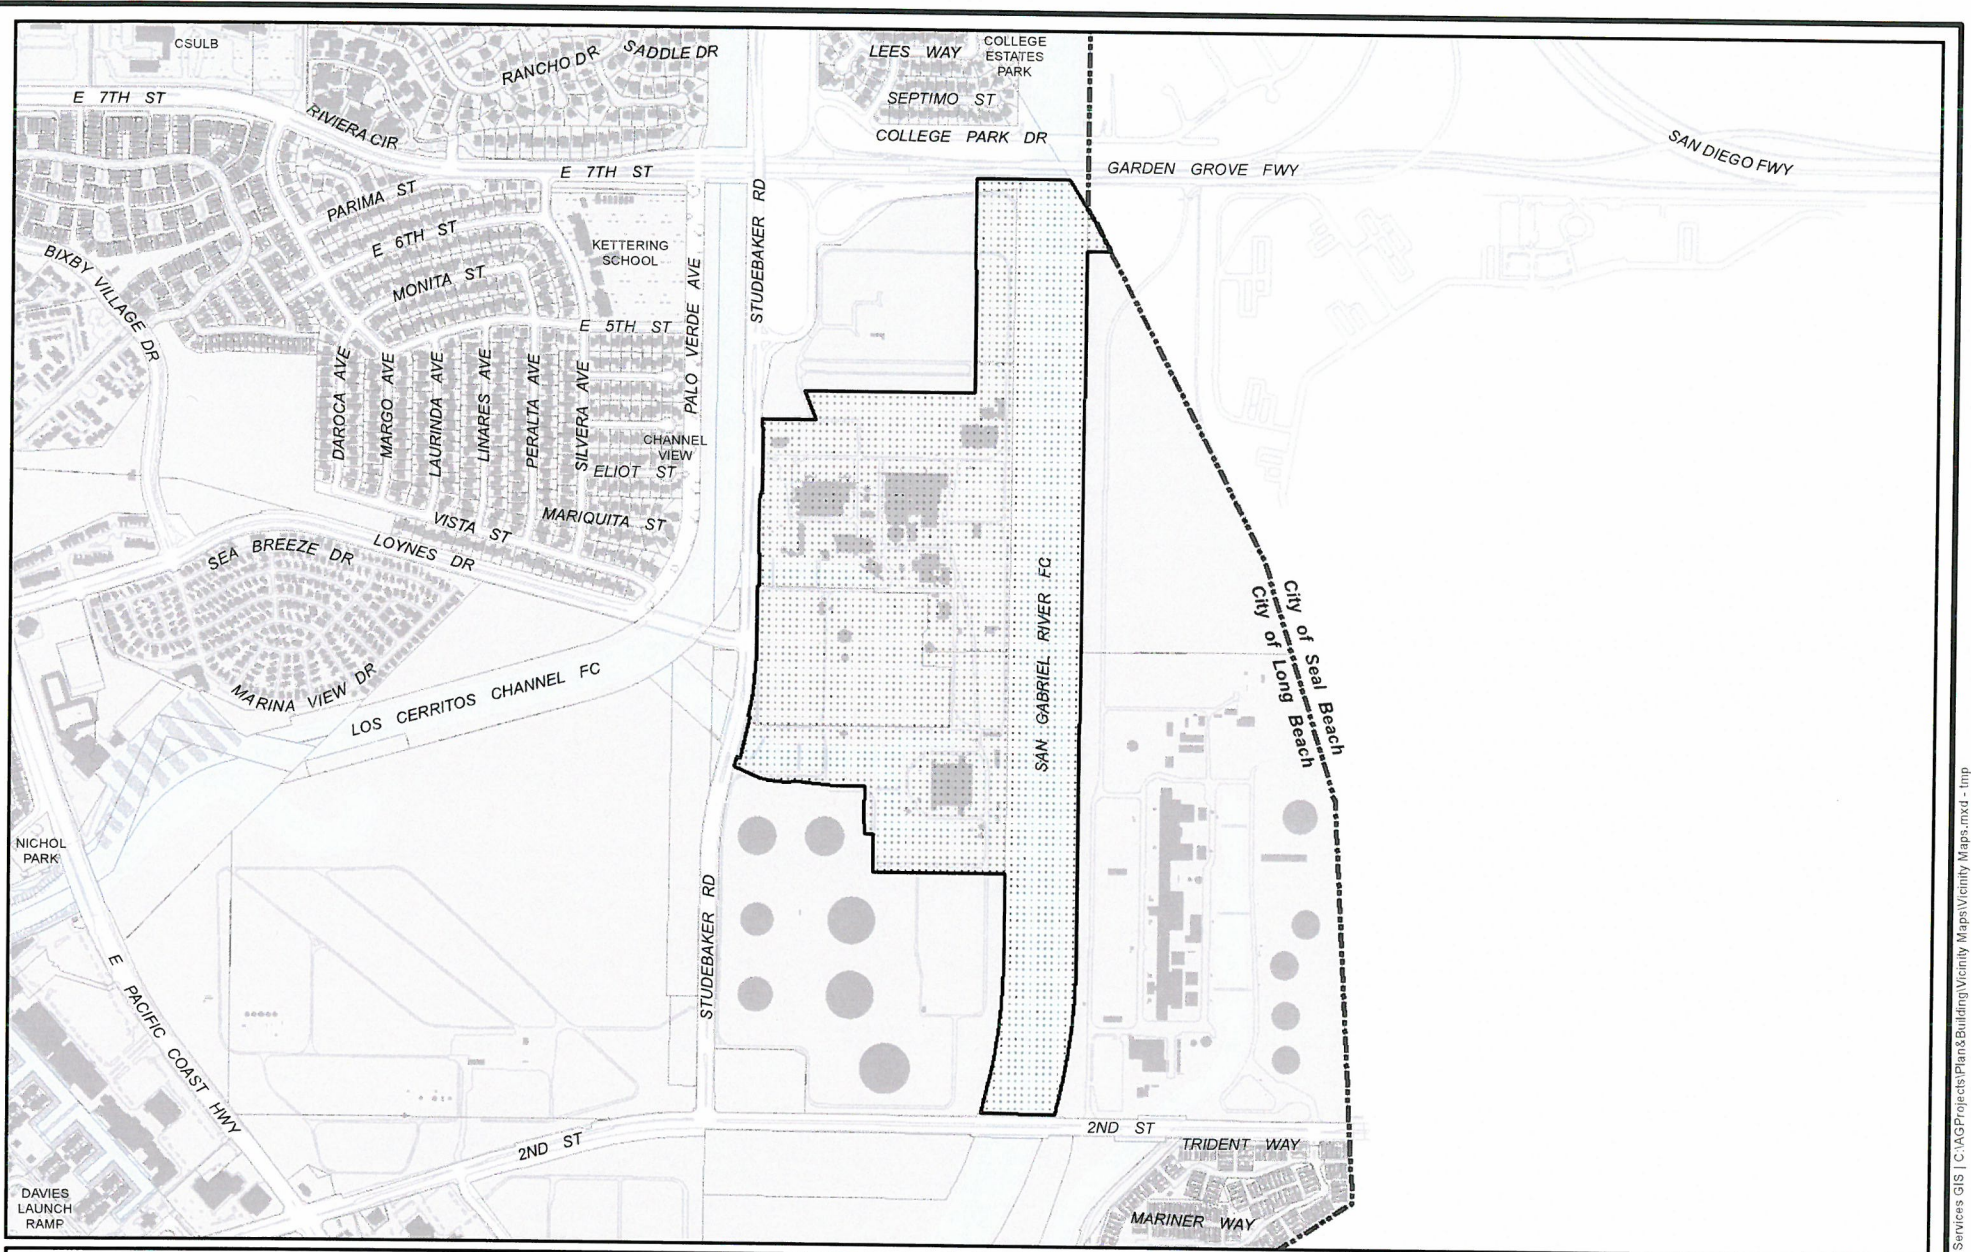 CSULB
RANCHO DR
SADDLE DR
LEES WAY
COLLEGE
ESTATES
PARK
E 7TH ST
SEPTIMO ST
RIVIERA CIR
COLLEGE PARK DR
SAN DIEGO FWY
E 7TH ST
GARDEN GROVE FWY
PARIMA ST
STUDEBAKER RD
E 6TH ST
KETTERING
SCHOOL
BIXBY VILLAGE DR
MONITA ST
PALO VERDE AVE
E 5TH ST
DAROCA AVE
MARGO AVE
LAURINDA AVE
LINARES AVE
PERALTA AVE
SILVERA AVE
CHANNEL
VIEW
ELIOT ST
VISTA ST
MARIQUITA ST
LOYNES DR
SEA BREEZE DR
SAN GABRIEL RIVER FC
City of Seal Beach
City of Long Beach
MARINA VIEW DR
LOS CERRITOS CHANNEL FC
NICHOL
PARK
STUDEBAKER RD
E PACIFIC COAST HWY
2ND ST
2ND ST
TRIDENT WAY
DAVIES
LAUNCH
RAMP
MARINER WAY
Services GIS | C:\AGProjects\Plan&Building\Vicinity Maps\Vicinity Maps.mxd - tmp